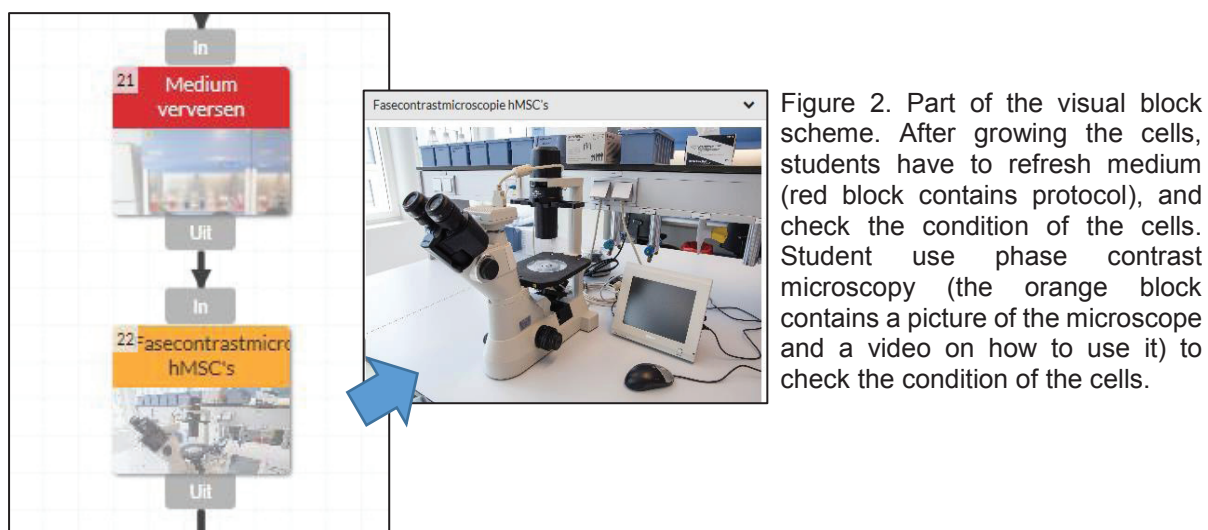 In
21 Medium
verversen
Uit
In
22 Fasecontrastmicro
hMSC's
Uit
Fasecontrastmicroscopie hMSC's
Figure 2. Part of the visual block
scheme. After growing the cells,
students have to refresh medium
(red block contains protocol), and
check the condition of the cells.
Student use phase contrast
microscopy (the orange block
contains a picture of the microscope
and a video on how to use it) to
check the condition of the cells.